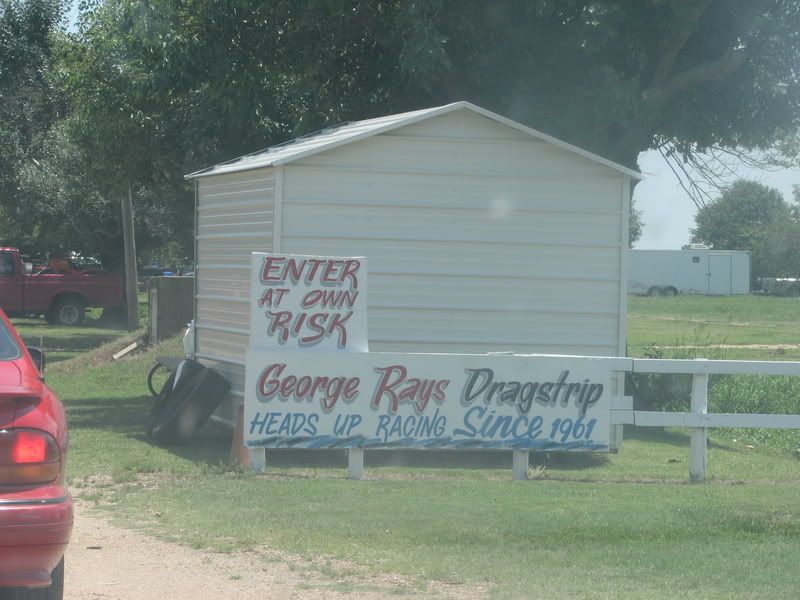 ENTER
AT OWN
RISK
George Rays Dragstrip
HEADS UP RACING Since 1961